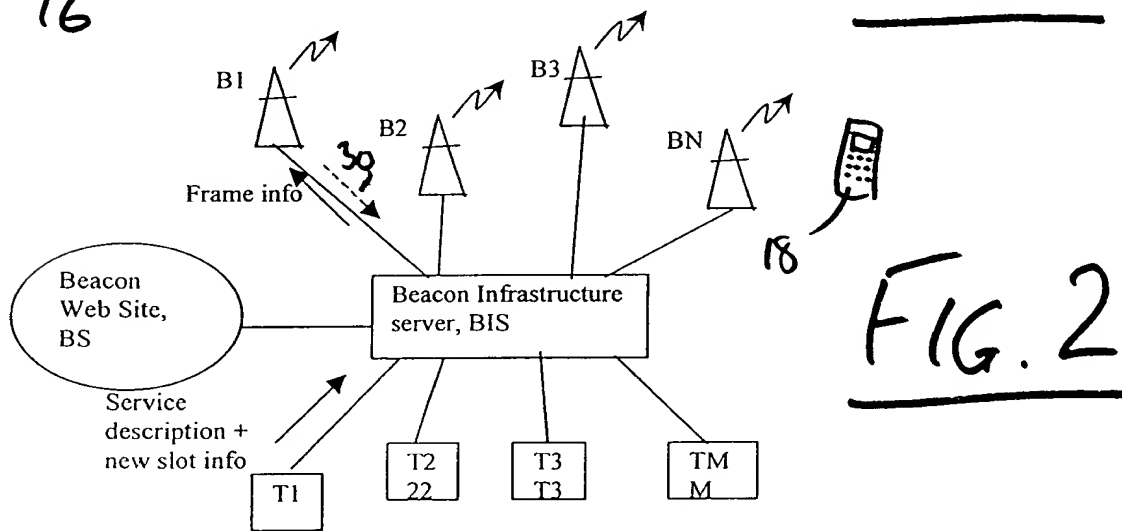 16
B1
B2
B3
BN
30
Frame info
18
Beacon
Web Site,
BS
Beacon Infrastructure
server, BIS
FIG. 2
Service
description +
new slot info
T1
T2
22
T3
T3
TM
M